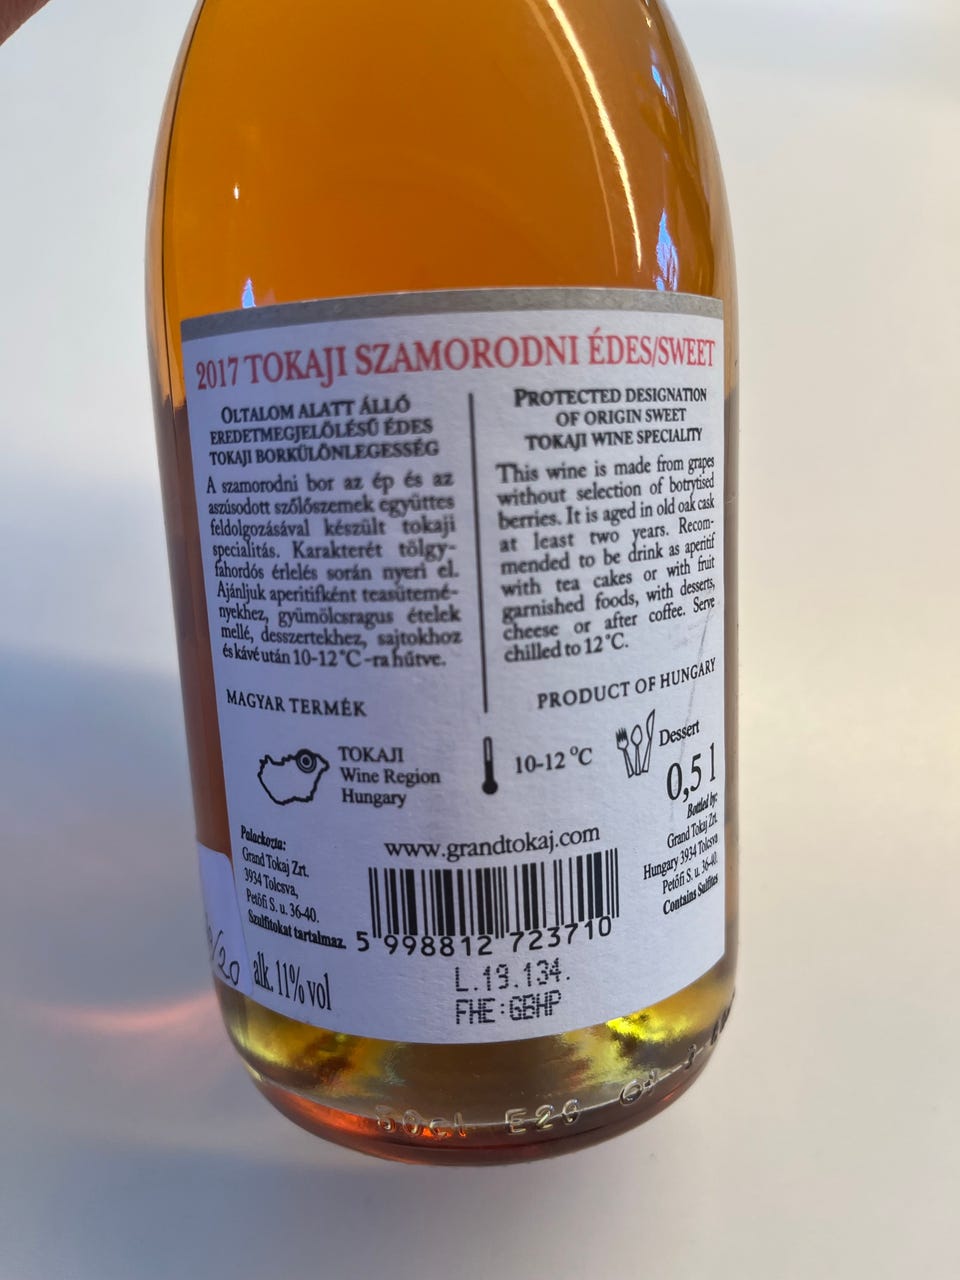 2017 TOKAJI SZAMORODNI ÉDES/SWEET
OLTALOM ALATT ÁLLÓ
EREDETMEGJELÖLÉSŰ ÉDES
TOKAJI BORKÜLÖNLEGESSÉG
A szamorodni bor az ép és az
aszúsodott szőlőszemek együttes
feldolgozásával készült tokaji
specialitás. Karakterét tölgy-
fahordós érlelés során nyeri el.
Ajánljuk aperitifként teasütemé-
nyekhez, gyümölcsragus ételek
mellé, desszertekhez, sajtokhoz
és kávé után 10-12°C-ra hűtve.
MAGYAR TERMÉK
PROTECTED DESIGNATION
OF ORIGIN SWEET
TOKAJI WINE SPECIALITY
This wine is made from grapes
without selection of botrytised
berries. It is aged in old oak cask
at least two years. Recom-
mended to be drink as aperitif
with tea cakes or with fruit
garnished foods, with desserts,
cheese or after coffee. Serve
chilled to 12°C.
PRODUCT OF HUNGARY
TOKAJI
Wine Region
Hungary
10-12 °C
Dessert
0,5 l
Palackozta:
Grand Tokaj Zrt.
3934 Tolcsva,
Petőfi S. u. 36-40.
Szulfitokat tartalmaz.
alk. 11% vol
www.grandtokaj.com
5 998812 723710
L.19.134.
FHE:GBHP
Bottled by:
Grand Tokaj Zrt.
Hungary 3934 Tolcsva
Petőfi S. u. 36-40.
Contains Sulfites
/20
50cl E20